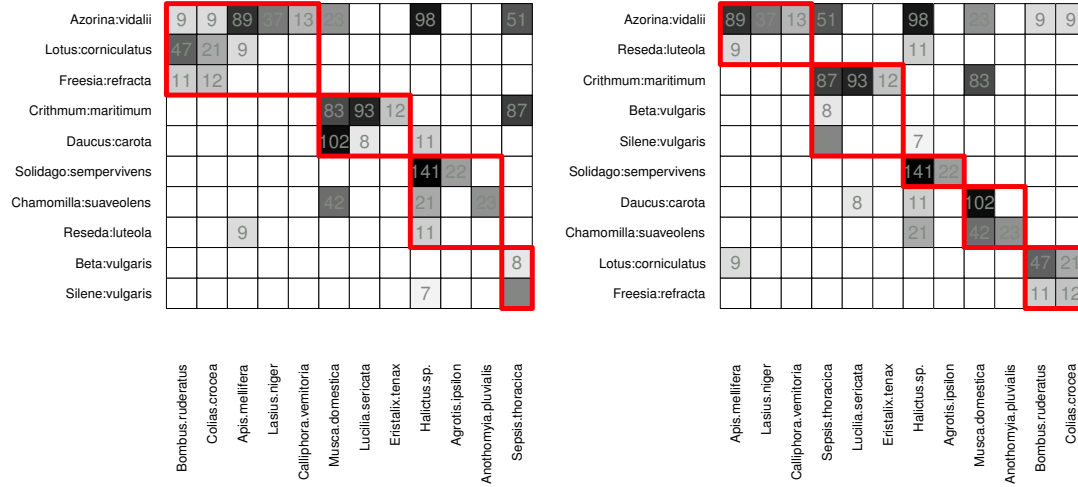 Azorina:vidalii 9 9 89 37 13 23 98 51
Lotus:corniculatus 47 21 9
Freesia:refracta 11 12
Crithmum:maritimum 83 93 12 87
Daucus:carota 102 8 11
Solidago:sempervivens 141 22
Chamomilla:suaveolens 42 21 23
Reseda:luteola 9 11
Beta:vulgaris 8
Silene:vulgaris 7
Bombus.ruderatus
Colias.crocea
Apis.mellifera
Lasius.niger
Calliphora.vemitoria
Musca.domestica
Lucilia.sericata
Eristalix.tenax
Halictus.sp.
Agrotis.ipsilon
Anothomyia.pluvialis
Sepsis.thoracica
Azorina:vidalii 89 37 13 51 98 23 9 9
Reseda:luteola 9 11
Crithmum:maritimum 87 93 12 83
Beta:vulgaris 8
Silene:vulgaris 7
Solidago:sempervivens 141 22
Daucus:carota 8 11 102
Chamomilla:suaveolens 21 42 23
Lotus:corniculatus 9 47 21
Freesia:refracta 11 12
Apis.mellifera
Lasius.niger
Calliphora.vemitoria
Sepsis.thoracica
Lucilia.sericata
Eristalix.tenax
Halictus.sp.
Agrotis.ipsilon
Musca.domestica
Anothomyia.pluvialis
Bombus.ruderatus
Colias.crocea